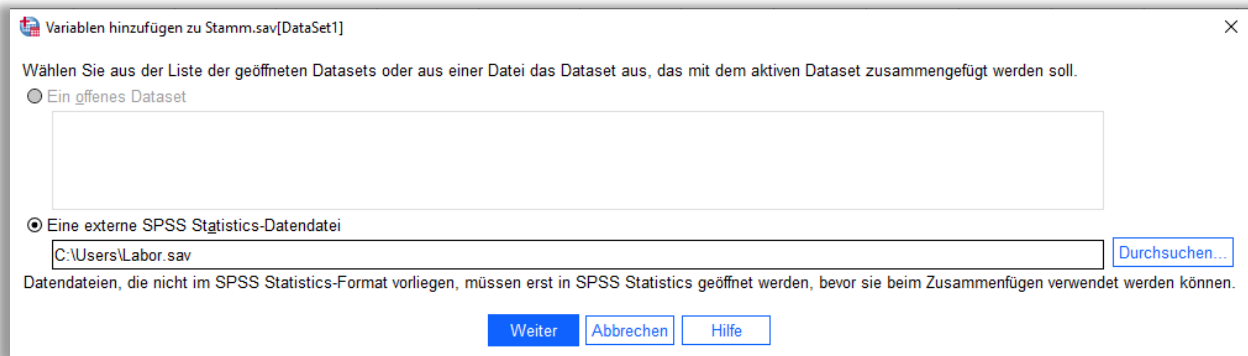 Variablen hinzufügen zu Stamm.sav[DataSet1]
Wählen Sie aus der Liste der geöffneten Datasets oder aus einer Datei das Dataset aus, das mit dem aktiven Dataset zusammengefügt werden soll.
Ein offenes Dataset
Eine externe SPSS Statistics-Datendatei
C:\Users\Labor.sav
Durchsuchen...
Datendateien, die nicht im SPSS Statistics-Format vorliegen, müssen erst in SPSS Statistics geöffnet werden, bevor sie beim Zusammenfügen verwendet werden können.
Weiter Abbrechen Hilfe